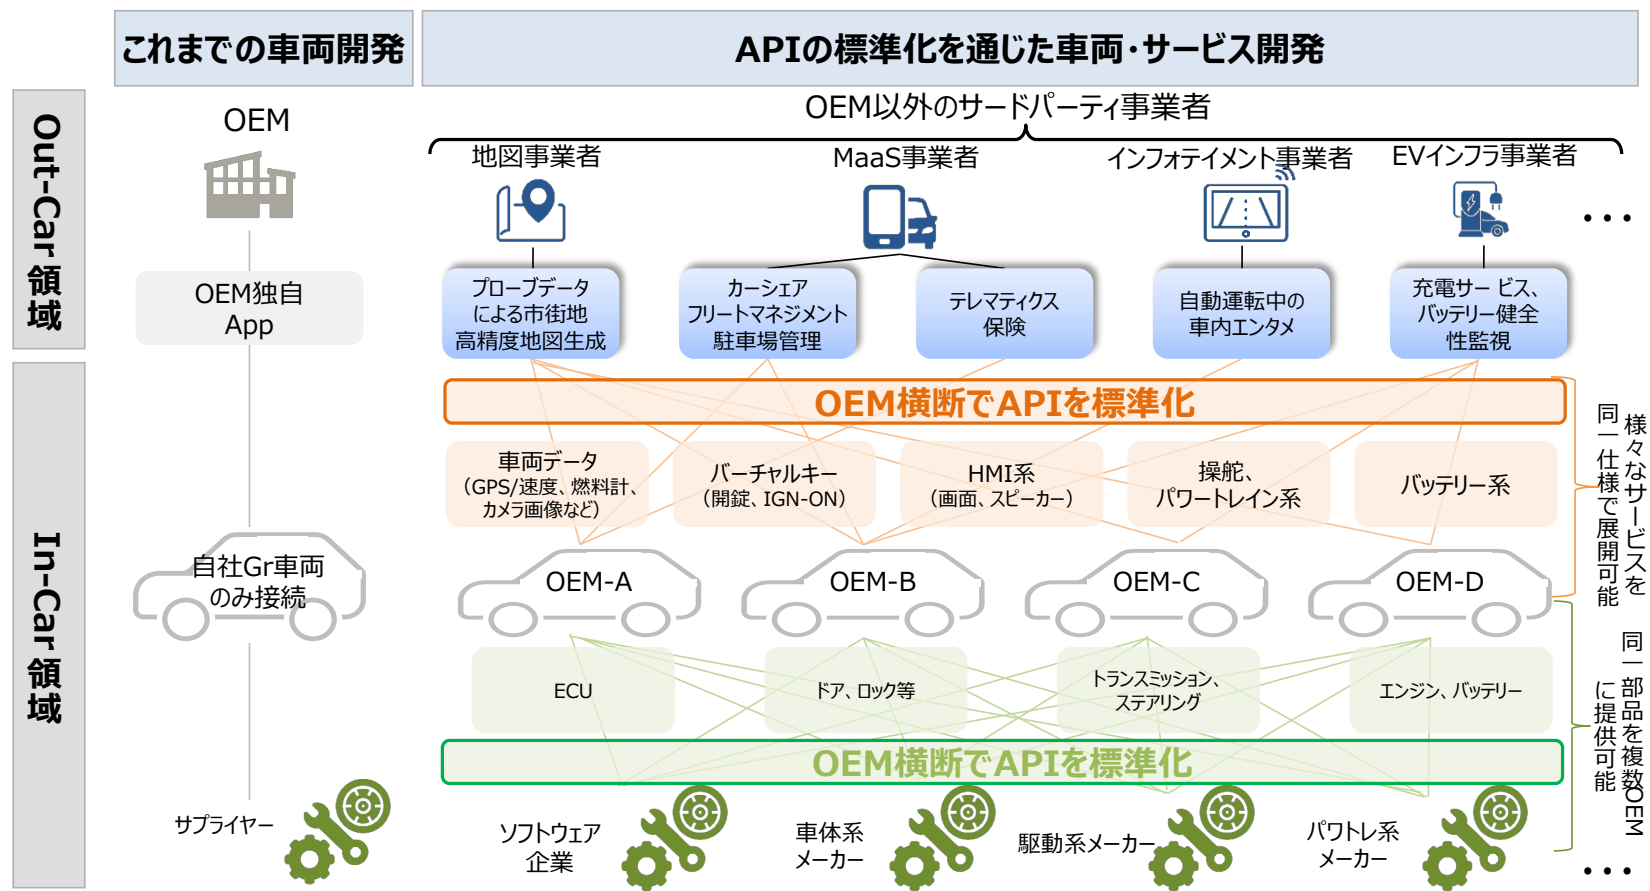 これまでの車両開発
APIの標準化を通じた車両・サービス開発
Out-Car 領域
OEM
OEM独自
App
OEM以外のサードパーティ事業者
地図事業者
MaaS事業者
インフォテイメント事業者
EVインフラ事業者
・・・
プローブデータ
による市街地
高精度地図生成
カーシェア
フリートマネジメント
駐車場管理
テレマティクス
保険
自動運転中の
車内エンタメ
充電サービス、
バッテリー健全
性監視
In-Car 領域
自社Gr車両
のみ接続
サプライヤー
OEM横断でAPIを標準化
車両データ
（GPS/速度、燃料計、
カメラ画像など）
バーチャルキー
（開錠、IGN-ON）
HMI系
（画面、スピーカー）
操舵、
パワートレイン系
バッテリー系
様々なサービスを
同一仕様で展開可能
OEM-A
OEM-B
OEM-C
OEM-D
ECU
ドア、ロック等
トランスミッション、
ステアリング
エンジン、バッテリー
OEM横断でAPIを標準化
同一部品を複数OEM
に提供可能
ソフトウェア
企業
車体系
メーカー
駆動系メーカー
パワトレ系
メーカー
・・・